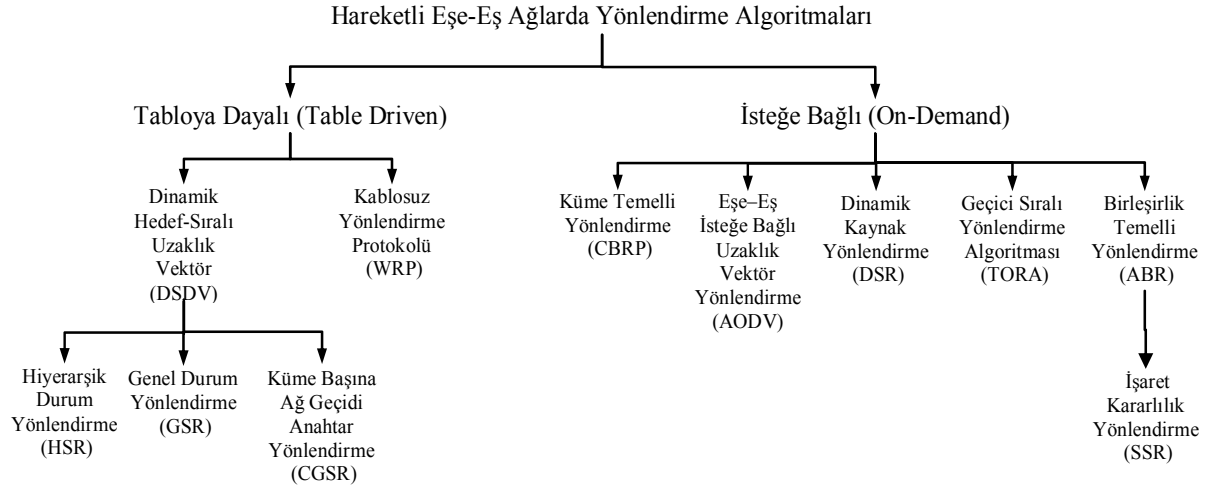 Hareketli Eşe-Eş Ağlarda Yönlendirme Algoritmaları
Tabloya Dayalı (Table Driven)
İsteğe Bağlı (On-Demand)
Dinamik
Hedef-Sıralı
Uzaklık
Vektör
(DSDV)
Kablosuz
Yönlendirme
Protokolü
(WRP)
Küme Temelli
Yönlendirme
(CBRP)
Eşe–Eş
İsteğe Bağlı
Uzaklık
Vektör
Yönlendirme
(AODV)
Dinamik
Kaynak
Yönlendirme
(DSR)
Geçici Sıralı
Yönlendirme
Algoritması
(TORA)
Birleşirlik
Temelli
Yönlendirme
(ABR)
Hiyerarşik
Durum
Yönlendirme
(HSR)
Genel Durum
Yönlendirme
(GSR)
Küme Başına
Ağ Geçidi
Anahtar
Yönlendirme
(CGSR)
İşaret
Kararlılık
Yönlendirme
(SSR)